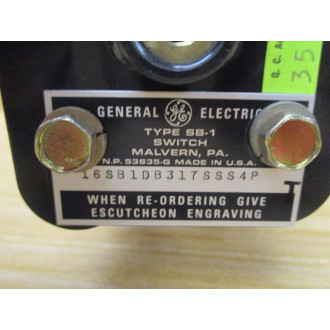 GENERAL GE ELECTRIC
TYPE SB-1
SWITCH
MALVERN, PA.
N.P. 53835-G MADE IN U.S.A.
16SB1DB317SSS4P
T
WHEN RE-ORDERING GIVE
ESCUTCHEON ENGRAVING
Q.C.A.
35